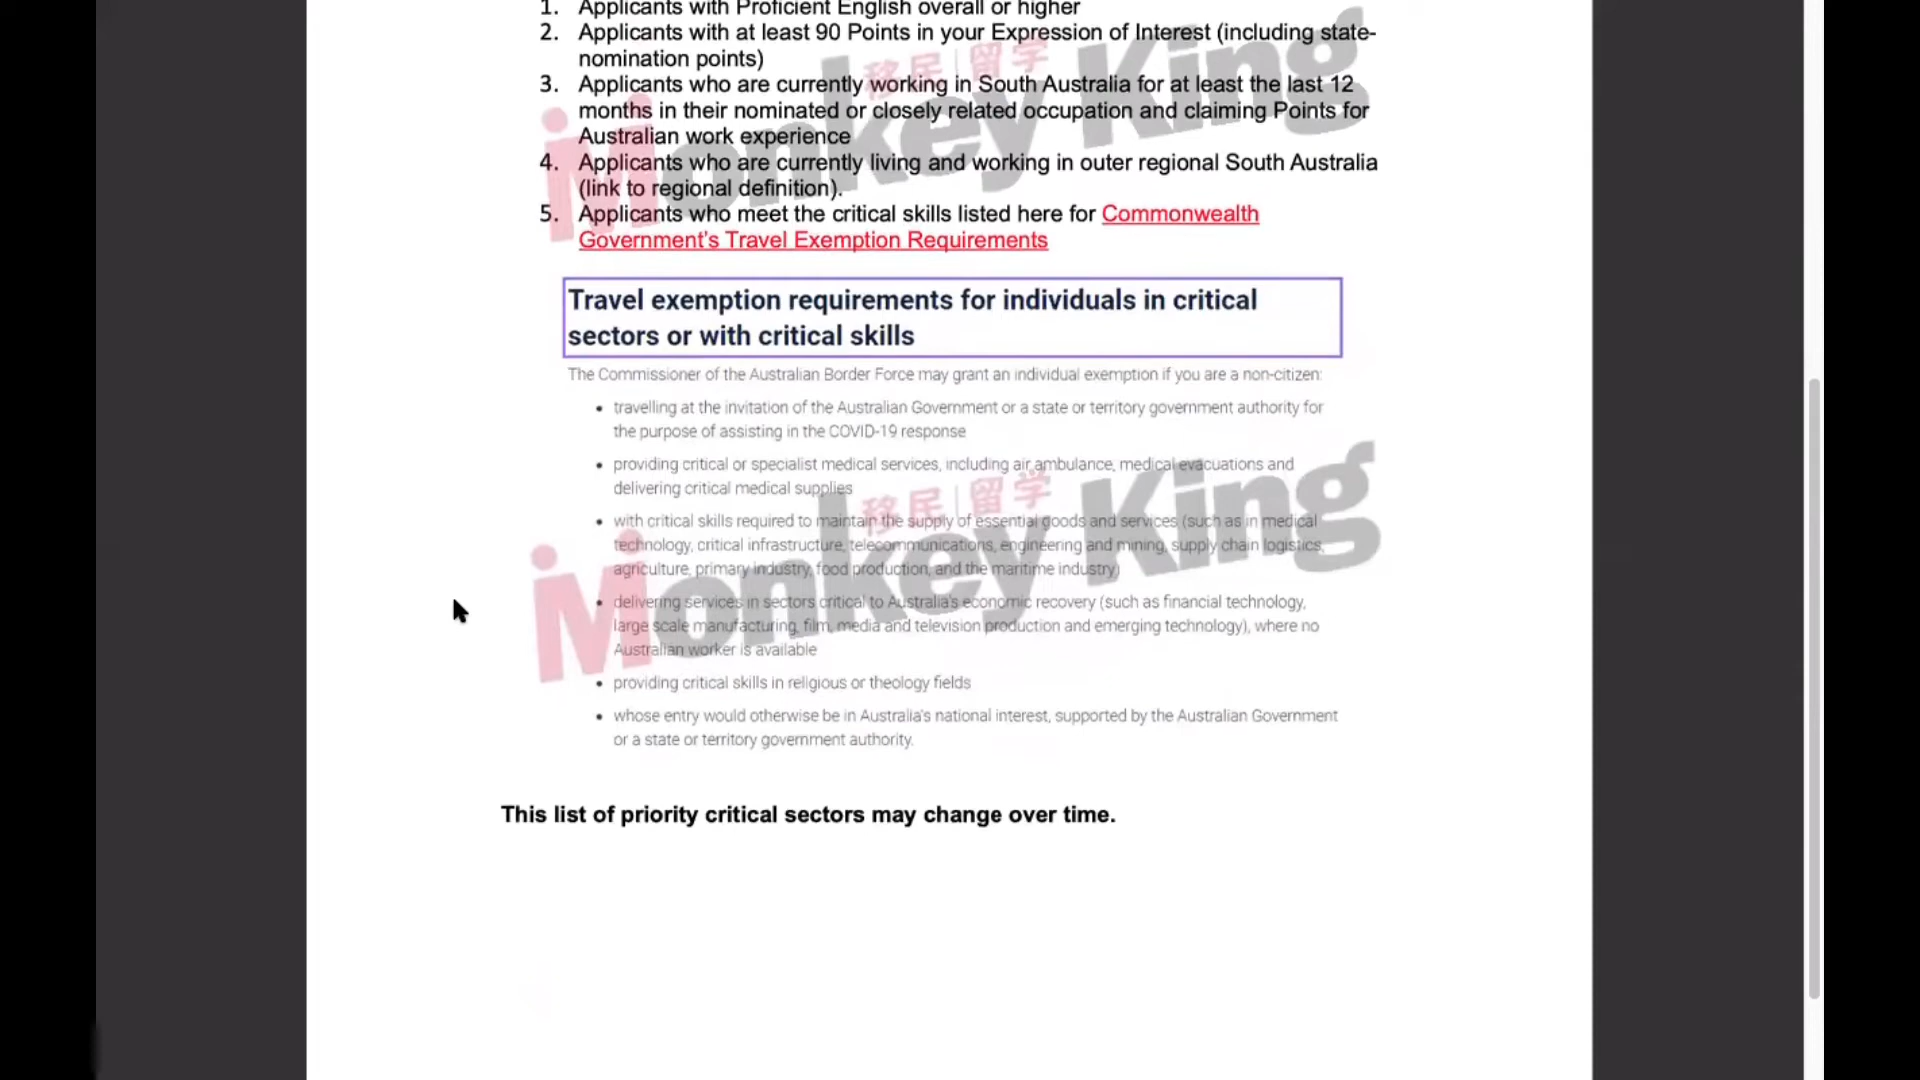 1. Applicants with Proficient English overall or higher
2. Applicants with at least 90 Points in your Expression of Interest (including state-
nomination points)
3. Applicants who are currently working in South Australia for at least the last 12
months in their nominated or closely related occupation and claiming Points for
Australian work experience
4. Applicants who are currently living and working in outer regional South Australia
(link to regional definition).
5. Applicants who meet the critical skills listed here for Commonwealth
Government's Travel Exemption Requirements
移民|留学
Monkey King
Travel exemption requirements for individuals in critical
sectors or with critical skills
The Commissioner of the Australian Border Force may grant an individual exemption if you are a non-citizen:
• travelling at the invitation of the Australian Government or a state or territory government authority for
the purpose of assisting in the COVID-19 response
• providing critical or specialist medical services, including air ambulance, medical evacuations and
delivering critical medical supplies
• with critical skills required to maintain the supply of essential goods and services (such as in medical
technology, critical infrastructure, telecommunications, engineering and mining, supply chain logistics,
agriculture, primary industry, food production, and the maritime industry)
• delivering services in sectors critical to Australia's economic recovery (such as financial technology,
large scale manufacturing, film, media and television production and emerging technology), where no
Australian worker is available
• providing critical skills in religious or theology fields
• whose entry would otherwise be in Australia's national interest, supported by the Australian Government
or a state or territory government authority.
移民|留学
Monkey King
This list of priority critical sectors may change over time.